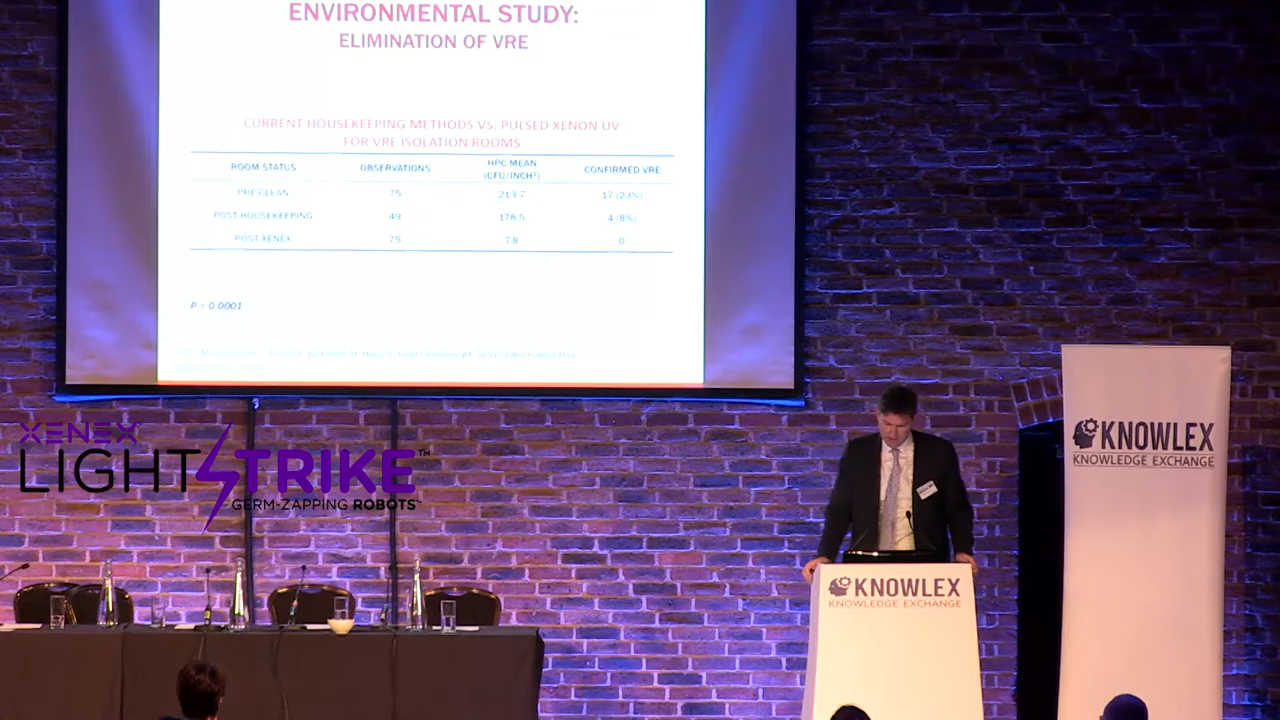 ENVIRONMENTAL STUDY:
ELIMINATION OF VRE
CURRENT HOUSEKEEPING METHODS VS. PULSED XENON UV
FOR VRE ISOLATION ROOMS
ROOM STATUS OBSERVATIONS HPC MEAN (CFU/INCH²) CONFIRMED VRE
PRE-CLEAN 75 213.7 17 (23%)
POST HOUSEKEEPING 49 178.5 4 (8%)
POST XENEX 75 7.8 0
P = 0.0001
XENEX
LIGHTSTRIKE™
GERM-ZAPPING ROBOTS™
KNOWLEX
KNOWLEDGE EXCHANGE
KNOWLEX
KNOWLEDGE EXCHANGE